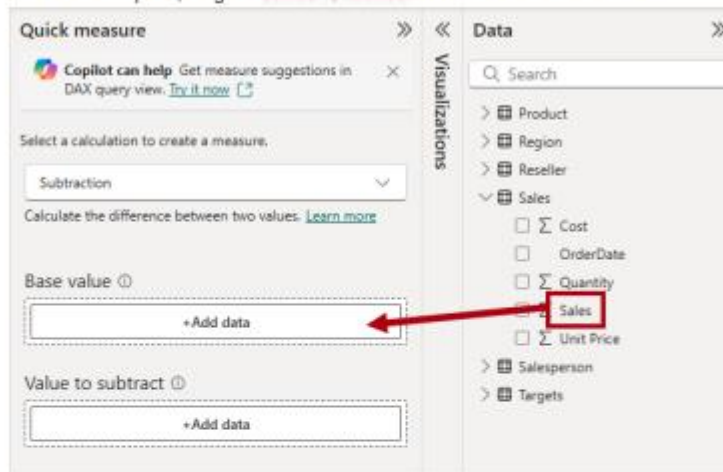 Quick measure
Copilot can help Get measure suggestions in
DAX query view. Try it now
Select a calculation to create a measure.
Subtraction
Calculate the difference between two values. Learn more
Base value
+Add data
Value to subtract
+Add data
Visualizations
Data
Search
Product
Region
Reseller
Sales
Σ Cost
OrderDate
Σ Quantity
Σ Sales
Σ Unit Price
Salesperson
Targets